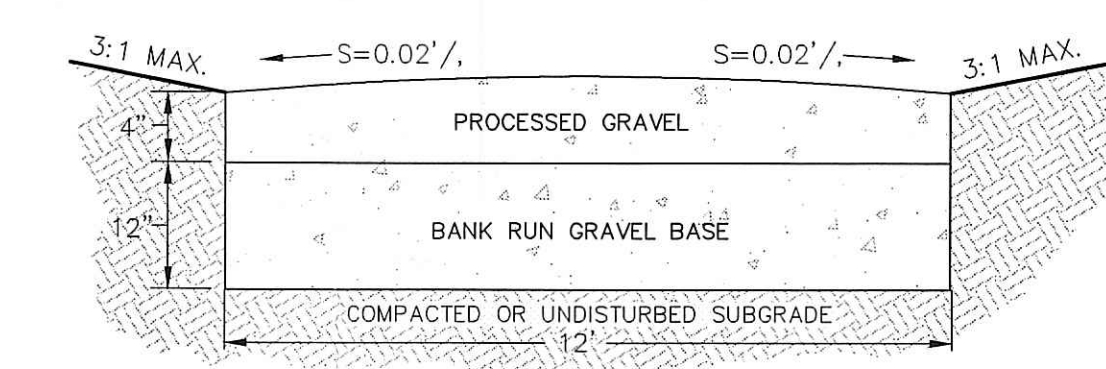 3:1 MAX.
S=0.02'/,
S=0.02'/,
3:1 MAX.
4"
PROCESSED GRAVEL
12"
BANK RUN GRAVEL BASE
COMPACTED OR UNDISTURBED SUBGRADE
12'